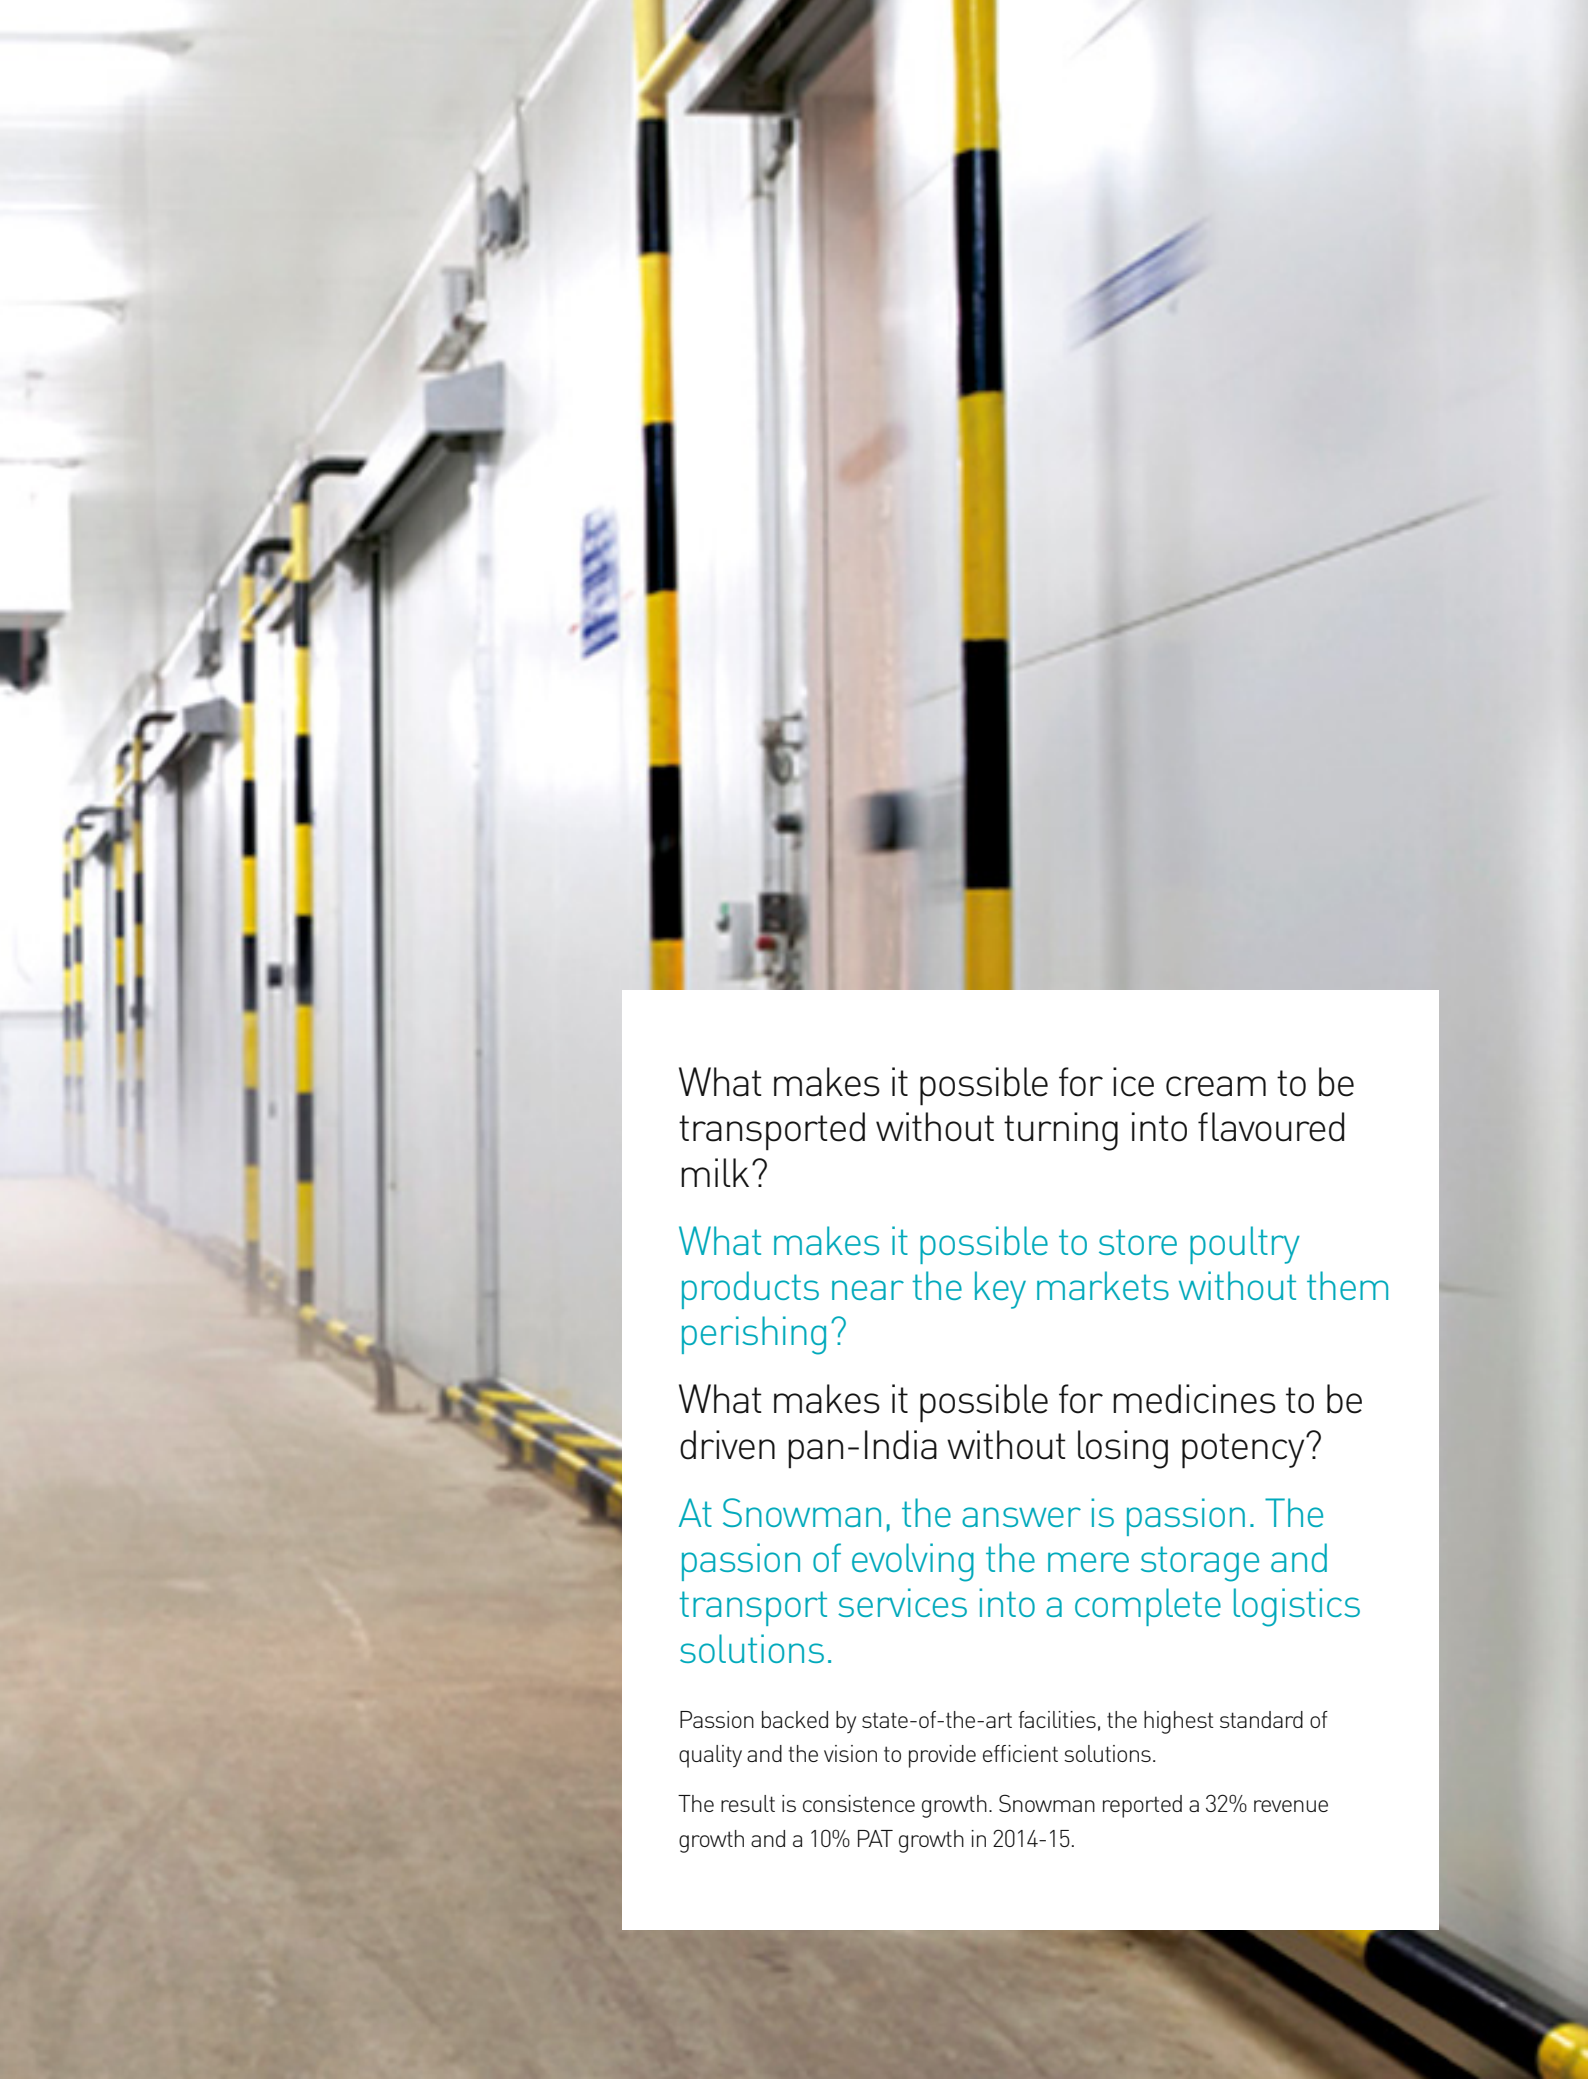 What makes it possible for ice cream to be
transported without turning into flavoured
milk?
What makes it possible to store poultry
products near the key markets without them
perishing?
What makes it possible for medicines to be
driven pan-India without losing potency?
At Snowman, the answer is passion. The
passion of evolving the mere storage and
transport services into a complete logistics
solutions.
Passion backed by state-of-the-art facilities, the highest standard of
quality and the vision to provide efficient solutions.
The result is consistence growth. Snowman reported a 32% revenue
growth and a 10% PAT growth in 2014-15.